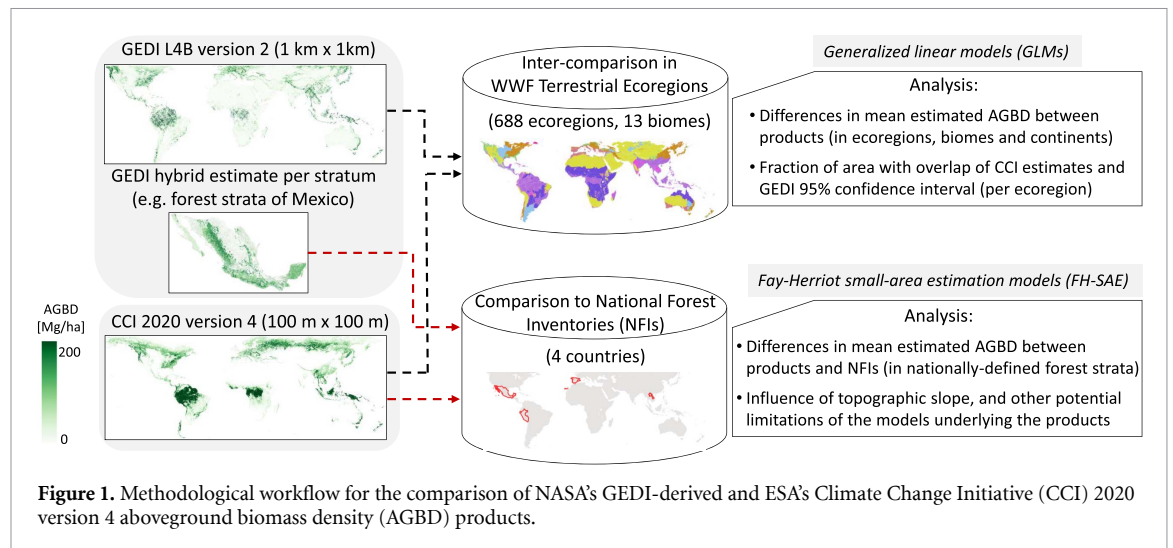 GEDI L4B version 2 (1 km x 1km)
GEDI hybrid estimate per stratum
(e.g. forest strata of Mexico)
AGBD
[Mg/ha]
200
0
CCI 2020 version 4 (100 m x 100 m)
Inter-comparison in
WWF Terrestrial Ecoregions
(688 ecoregions, 13 biomes)
Comparison to National Forest
Inventories (NFIs)
(4 countries)
Generalized linear models (GLMs)
Analysis:
• Differences in mean estimated AGBD between
products (in ecoregions, biomes and continents)
• Fraction of area with overlap of CCI estimates and
GEDI 95% confidence interval (per ecoregion)
Fay-Herriot small-area estimation models (FH-SAE)
Analysis:
• Differences in mean estimated AGBD between
products and NFIs (in nationally-defined forest strata)
• Influence of topographic slope, and other potential
limitations of the models underlying the products
Figure 1. Methodological workflow for the comparison of NASA's GEDI-derived and ESA's Climate Change Initiative (CCI) 2020
version 4 aboveground biomass density (AGBD) products.